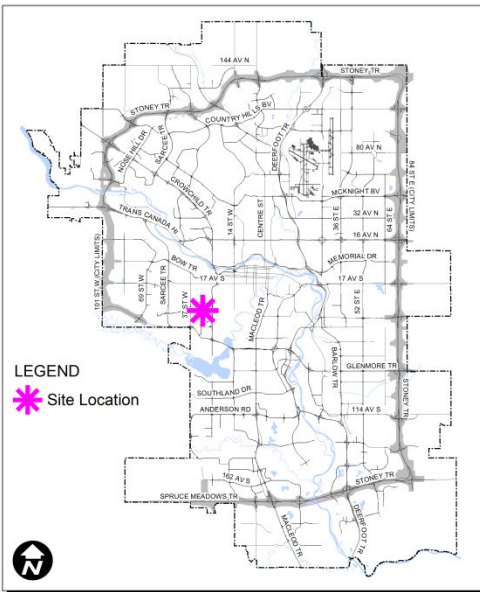 144 AV N
STONEY TR
STONEY TR
COUNTRY HILLS BV
NOSE HILL DR
SARCEE TR
DEERFOOT TR
80 AV N
CROWCHILD TR
MCKNIGHT BV
84 ST E (CITY LIMITS)
TRANS CANADA HI
14 ST W
CENTRE ST
36 ST E
32 AV N
64 ST E
16 AV N
BOW TR
MEMORIAL DR
101 ST W (CITY LIMITS)
69 ST W
SARCEE TR
17 AV S
17 AV S
37 ST W
MACLEOD TR
52 ST E
BARLOW TR
GLENMORE TR
LEGEND
Site Location
SOUTHLAND DR
ANDERSON RD
114 AV S
STONEY TR
162 AV S
STONEY TR
SPRUCE MEADOWS TR
MACLEOD TR
DEERFOOT TR
N